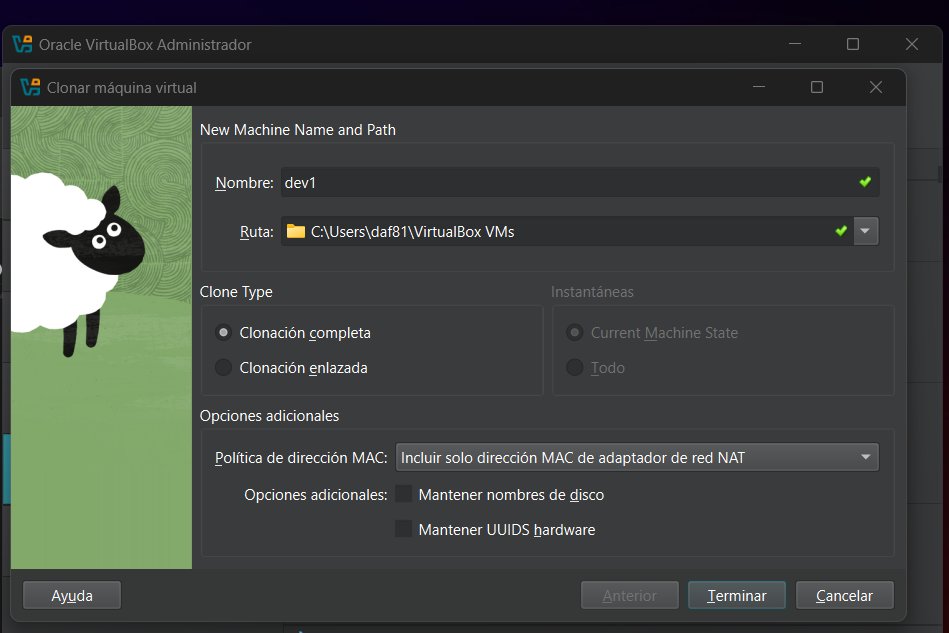 Oracle VirtualBox Administrador
Clonar máquina virtual
New Machine Name and Path
Nombre: dev1
Ruta: C:\Users\daf81\VirtualBox VMs
Clone Type
Instantáneas
Clonación completa
Current Machine State
Clonación enlazada
Todo
Opciones adicionales
Política de dirección MAC: Incluir solo dirección MAC de adaptador de red NAT
Opciones adicionales: Mantener nombres de disco
Mantener UUIDS hardware
Ayuda
Anterior
Terminar
Cancelar